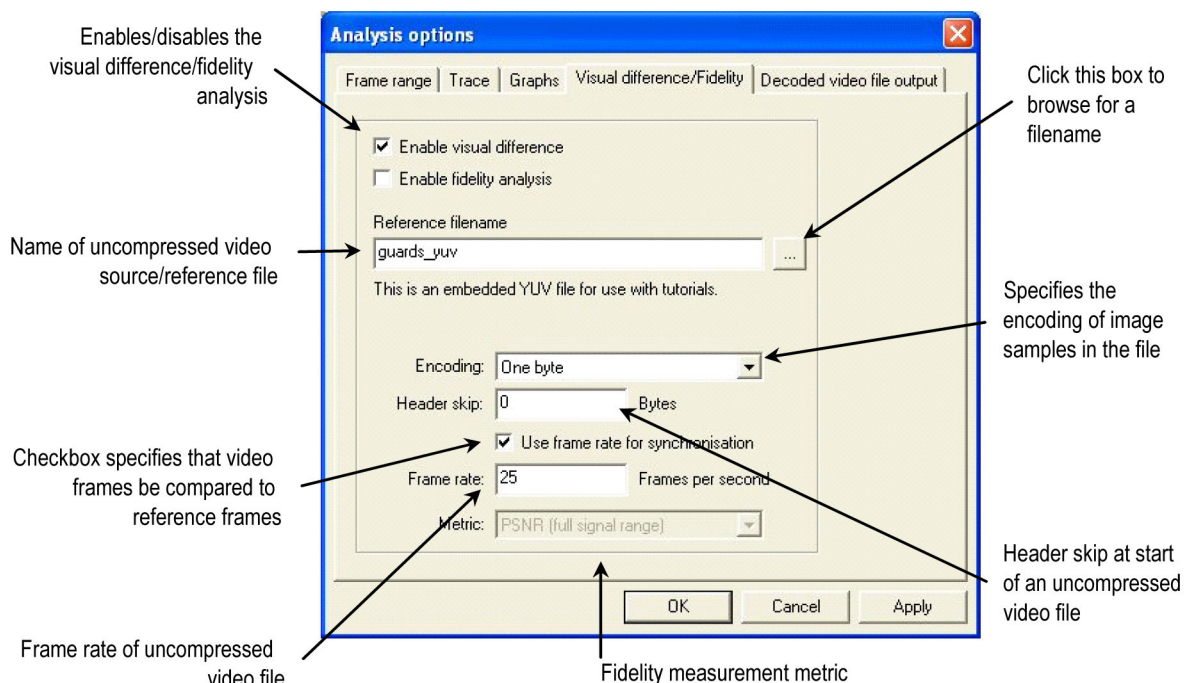 Enables/disables the
visual difference/fidelity
analysis
Analysis options
Frame range
Trace
Graphs
Visual difference/Fidelity
Decoded video file output
Click this box to
browse for a
filename
Enable visual difference
Enable fidelity analysis
Reference filename
Name of uncompressed video
source/reference file
guards_yuv
...
This is an embedded YUV file for use with tutorials.
Specifies the
encoding of image
samples in the file
Encoding: One byte
Header skip: 0 Bytes
Use frame rate for synchronisation
Checkbox specifies that video
frames be compared to
reference frames
Frame rate: 25 Frames per second
Metric: PSNR (full signal range)
Header skip at start
of an uncompressed
video file
OK
Cancel
Apply
Frame rate of uncompressed
video file
Fidelity measurement metric